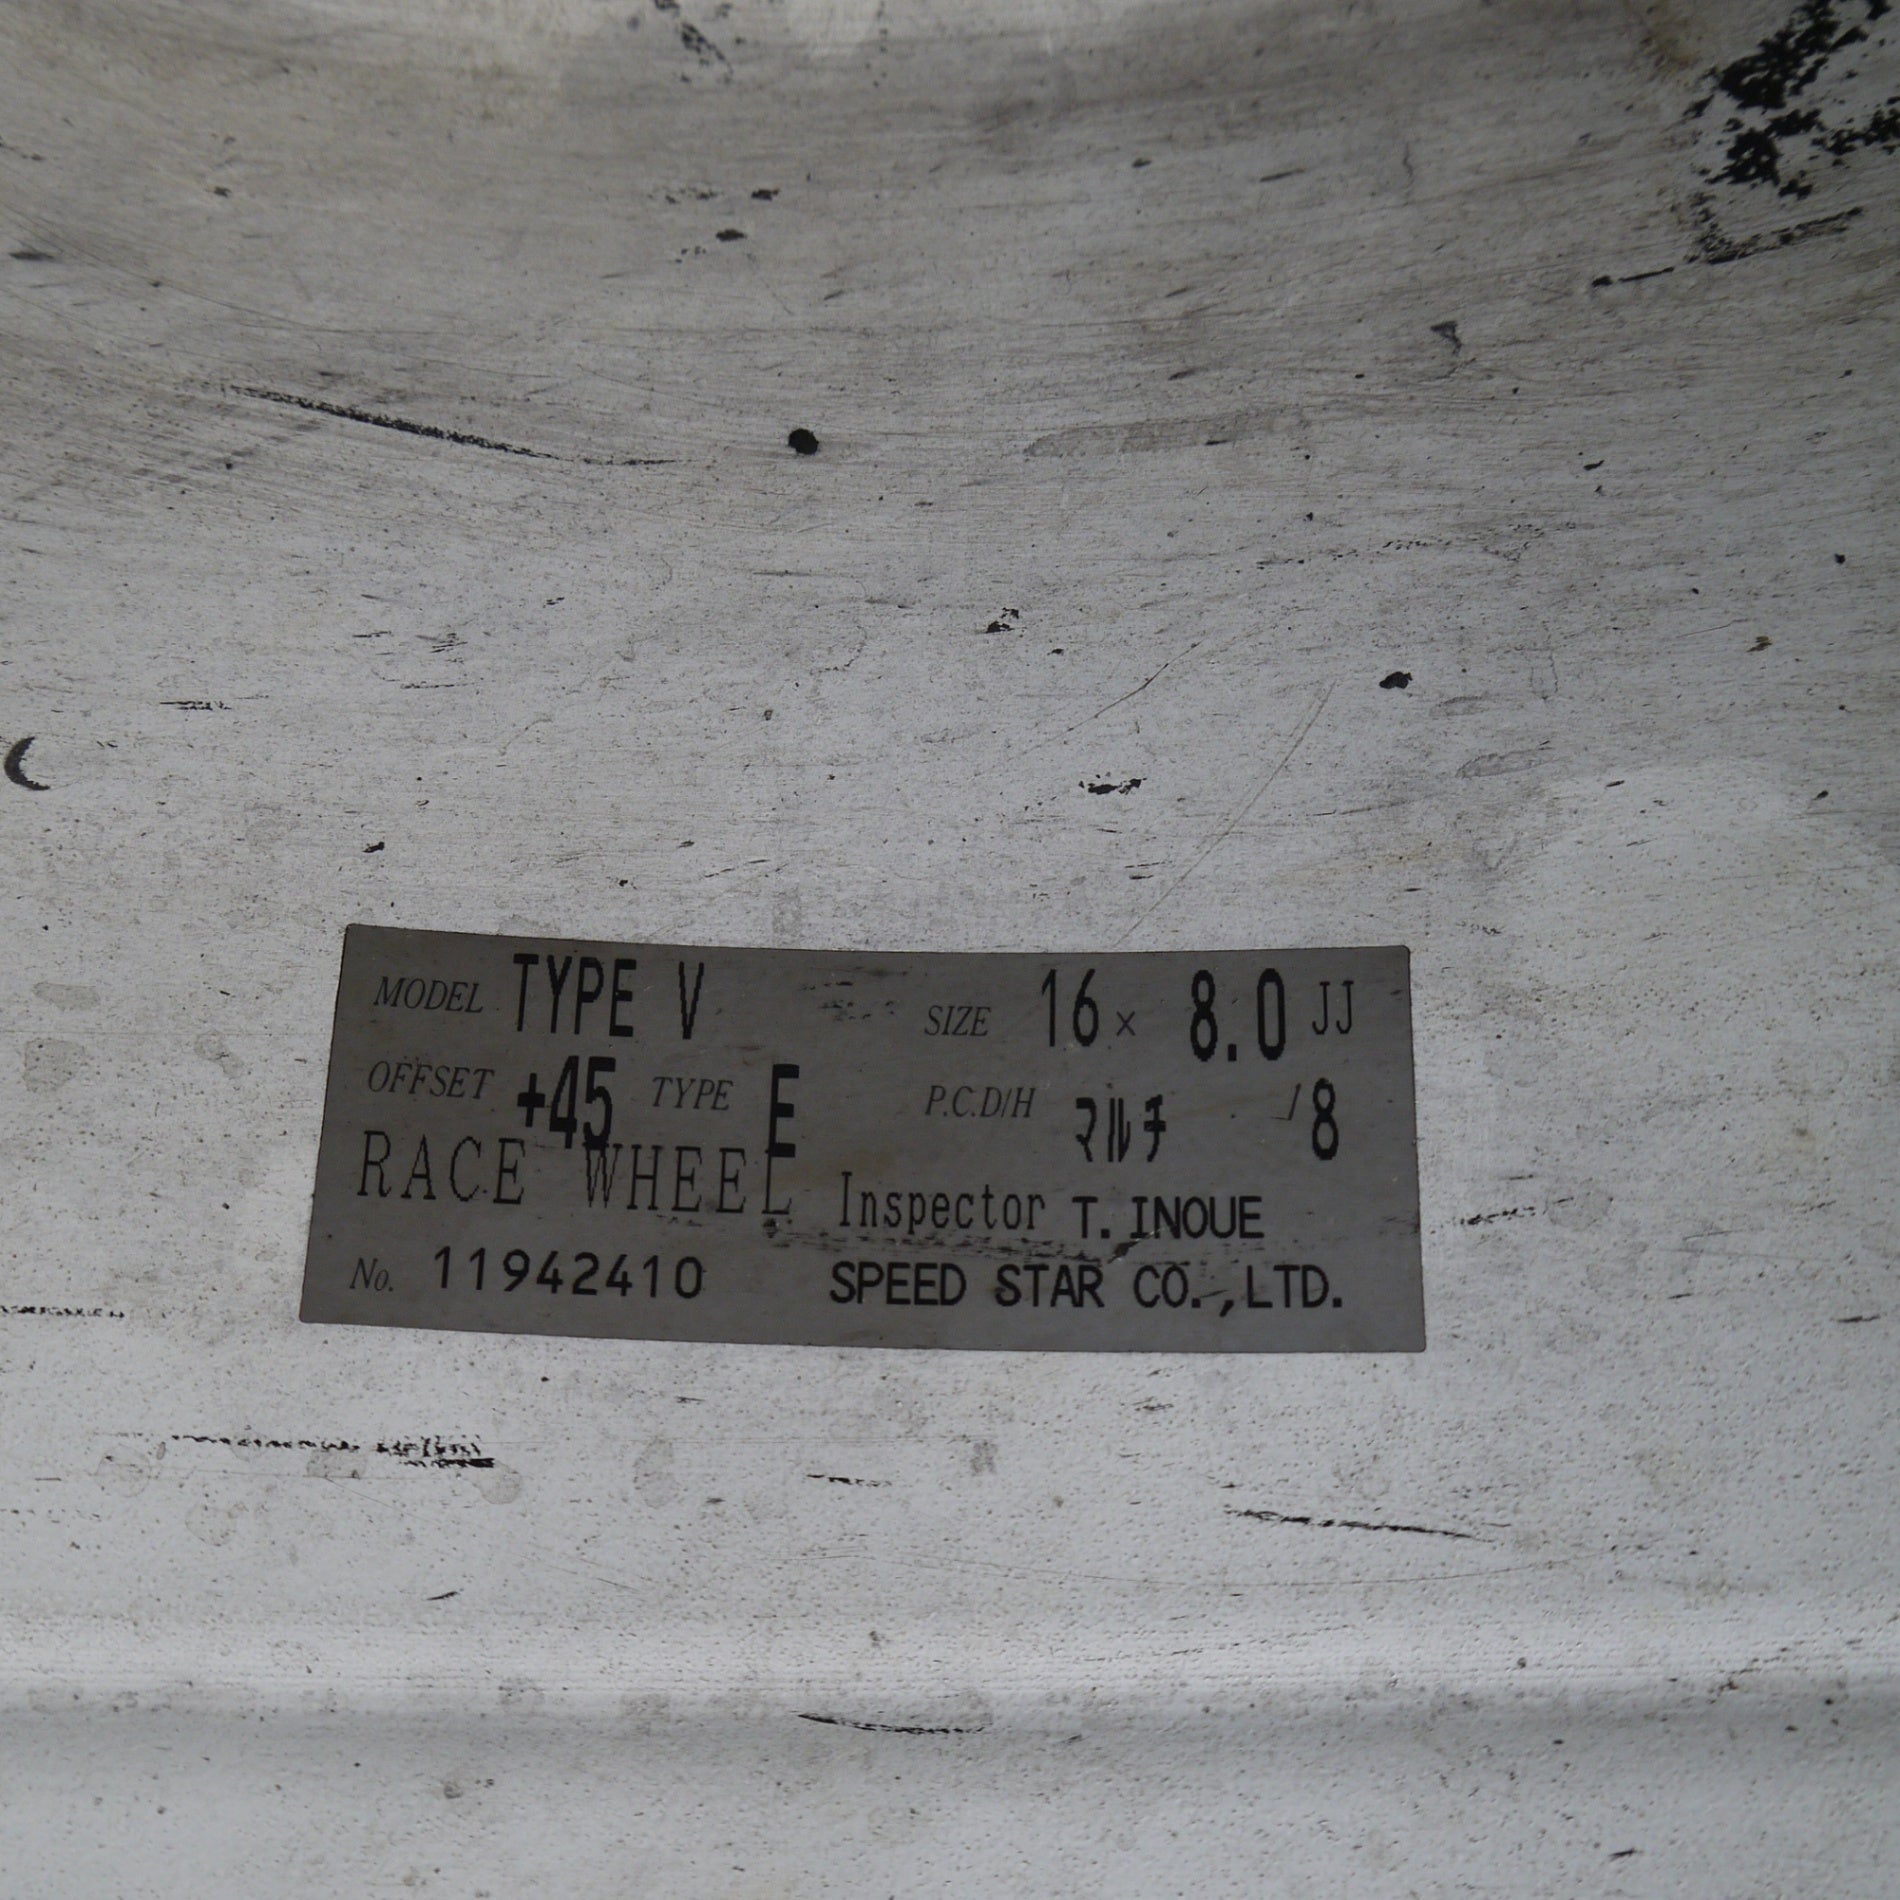 MODEL TYPE V SIZE 16 × 8.0 JJ
OFFSET +45 TYPE E P.C.D/H マルチ /8
RACE WHEEL Inspector T. INOUE
No. 11942410 SPEED STAR CO.,LTD.